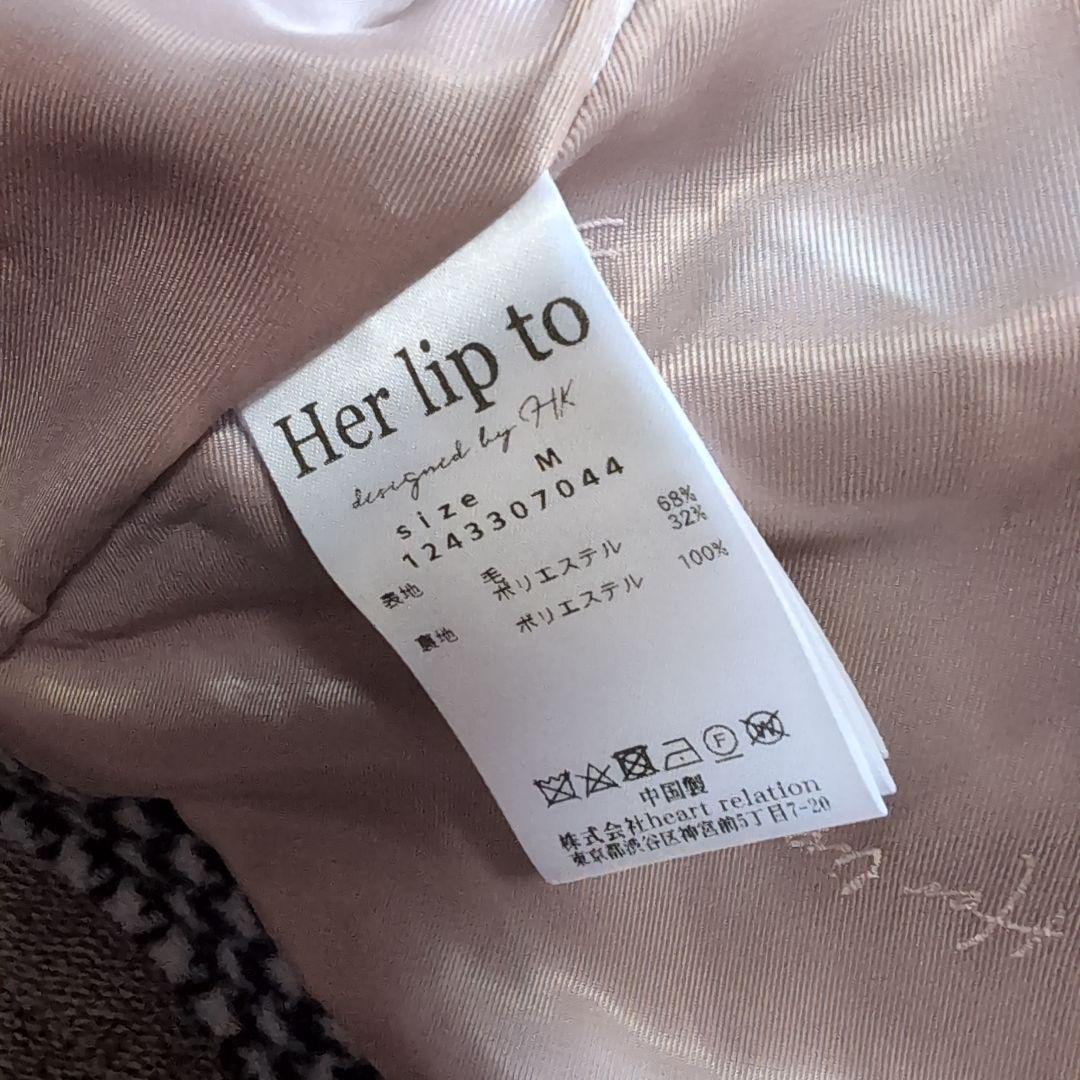 Her lip to
designed by HK
size M
1243307044
表地 毛 68%
ポリエステル 32%
裏地 ポリエステル 100%
F
中国製
株式会社heart relation
東京都渋谷区神宮前5丁目7-20